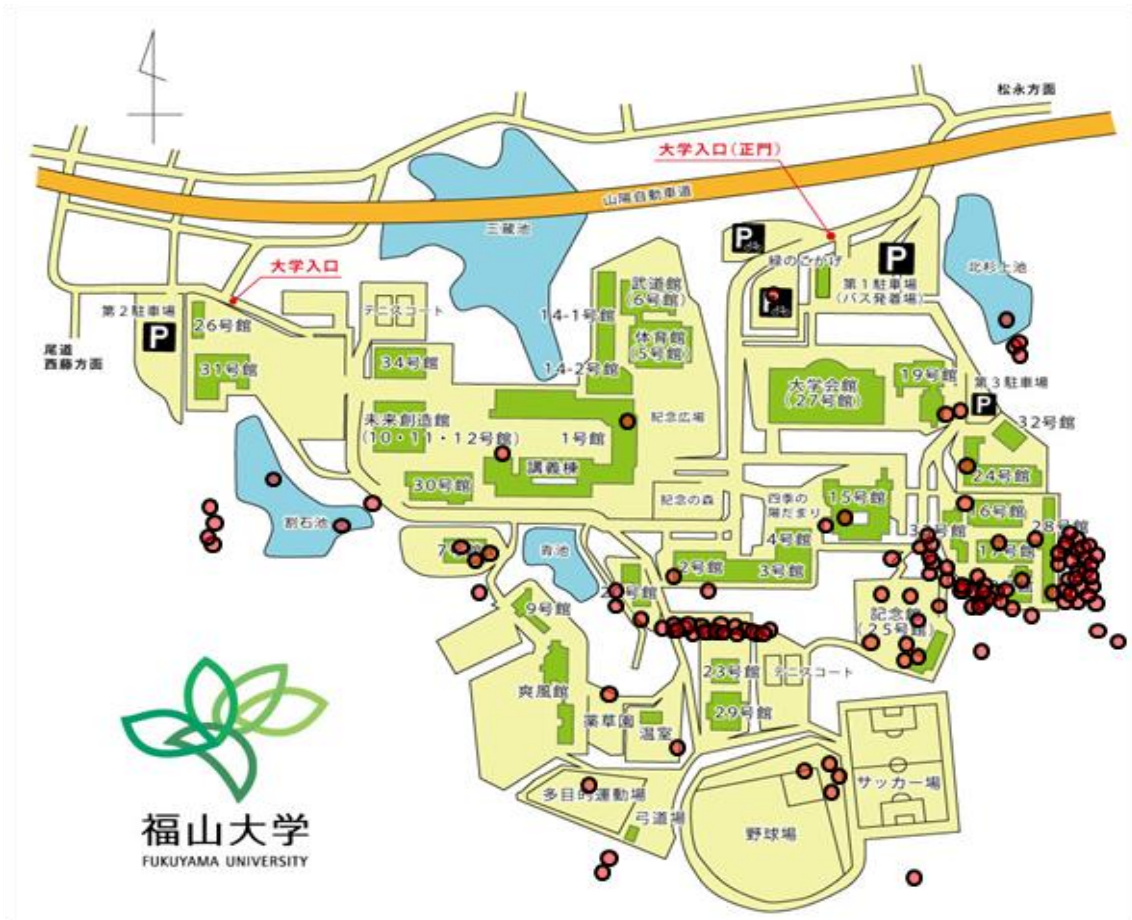 松永方面
大学入口(正門)
山陽自動車道
三蔵池
P
緑のこかげ
P
北杉上池
大学入口
第1駐車場
(バス発着場)
武道館
(6号館)
第2駐車場
テニスコート
14-1号館
P
26号館
体育館
(5号館)
P
尾道
西藤方面
34号館
14-2号館
31号館
19号館
第3駐車場
大学会館
(27号館)
P
未来創造館
(10・11・12号館)
1号館
記念広場
32号館
講義棟
24号館
30号館
記念の森
四季の
陽だまり
15号館
割石池
6号館
28号館
4号館
青池
17号館
2号館
3号館
9号館
記念館
(25号館)
23号館
テニスコート
爽風館
29号館
薬草園
温室
多目的運動場
サッカー場
弓道場
野球場
福山大学
FUKUYAMA UNIVERSITY